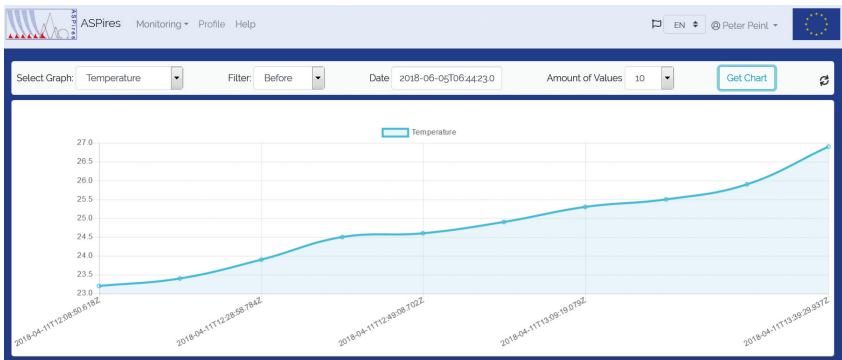 ASPires
ASPires Monitoring Profile Help EN Peter Peinl
Select Graph: Temperature Filter: Before Date 2018-06-05T06:44:23.0 Amount of Values 10 Get Chart
Temperature
27.0
26.5
26.0
25.5
25.0
24.5
24.0
23.5
23.0
2018-04-11T12:08:50.618Z
2018-04-11T12:28:58.784Z
2018-04-11T12:49:08.702Z
2018-04-11T13:09:19.079Z
2018-04-11T13:39:29.937Z